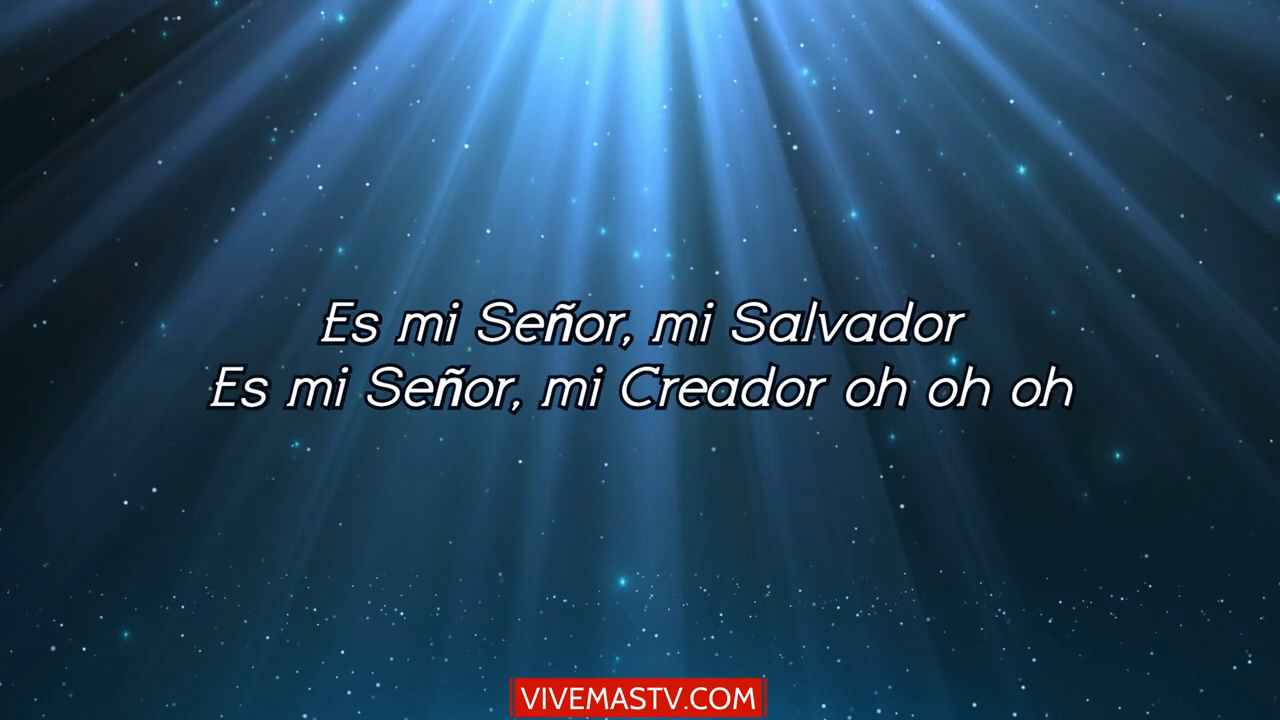 Es mi Señor, mi Salvador
Es mi Señor, mi Creador oh oh oh
VIVEMASTV.COM